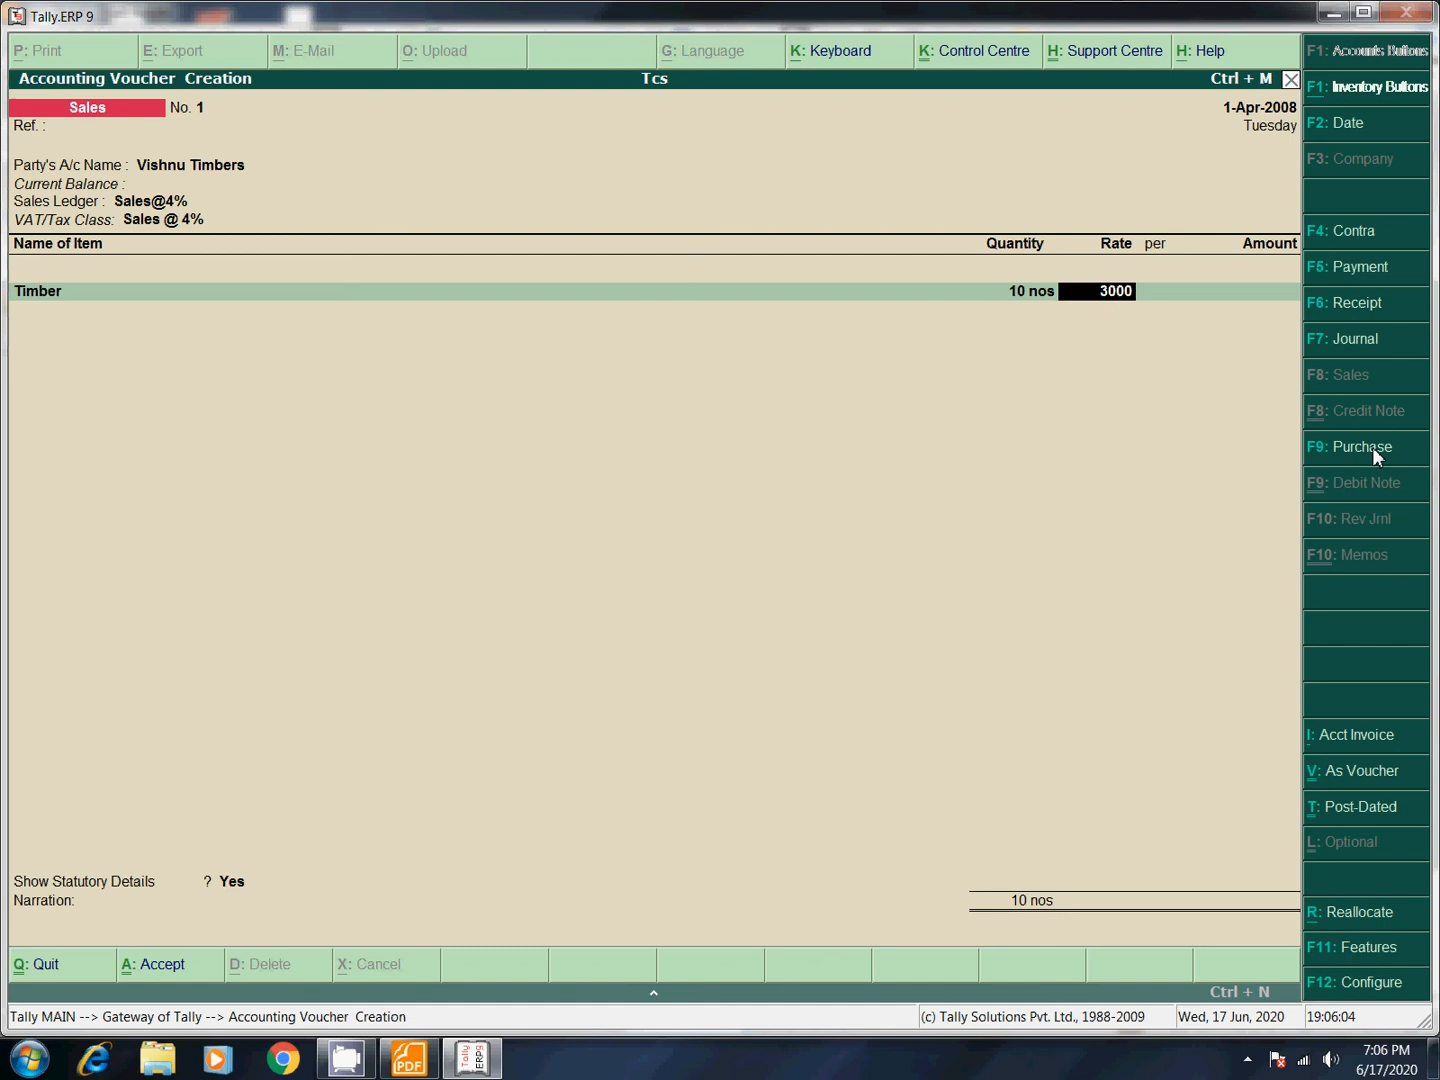 Tally.ERP 9
P: Print E: Export M: E-Mail O: Upload G: Language K: Keyboard K: Control Centre H: Support Centre H: Help
Accounting Voucher Creation Tcs Ctrl + M
Sales No. 1 1-Apr-2008
Ref. : Tuesday
Party's A/c Name : Vishnu Timbers
Current Balance :
Sales Ledger : Sales@4%
VAT/Tax Class: Sales @ 4%
Name of Item Quantity Rate per Amount
Timber 10 nos 3000
Show Statutory Details ? Yes
Narration: 10 nos
Q: Quit A: Accept D: Delete X: Cancel
Ctrl + N
Tally MAIN --> Gateway of Tally --> Accounting Voucher Creation (c) Tally Solutions Pvt. Ltd., 1988-2009 Wed, 17 Jun, 2020 19:06:04
F1: Accounts Buttons
F1: Inventory Buttons
F2: Date
F3: Company
F4: Contra
F5: Payment
F6: Receipt
F7: Journal
F8: Sales
F8: Credit Note
F9: Purchase
F9: Debit Note
F10: Rev Jrnl
F10: Memos
I: Acct Invoice
V: As Voucher
T: Post-Dated
L: Optional
R: Reallocate
F11: Features
F12: Configure
PDF
Tally
ERP9
7:06 PM
6/17/2020